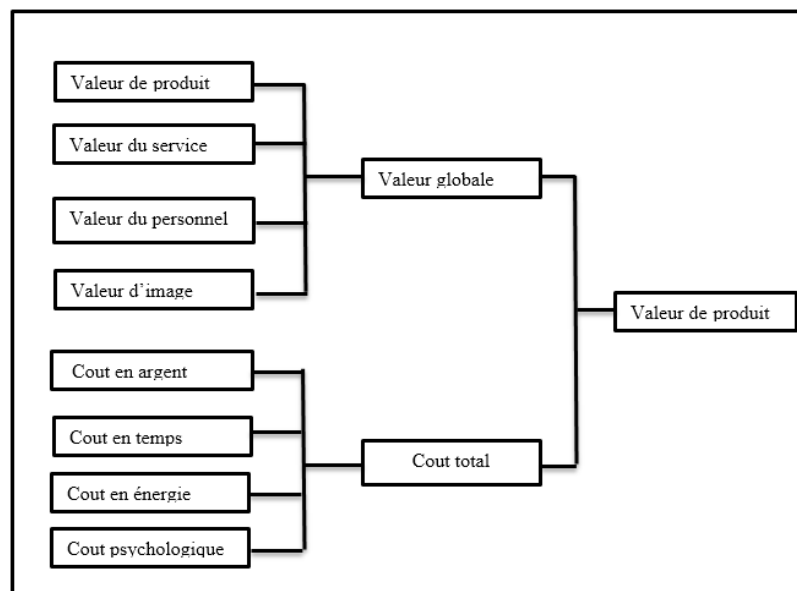 Valeur de produit
Valeur du service
Valeur du personnel
Valeur d’image
Valeur globale
Cout en argent
Cout en temps
Cout en énergie
Cout psychologique
Cout total
Valeur de produit